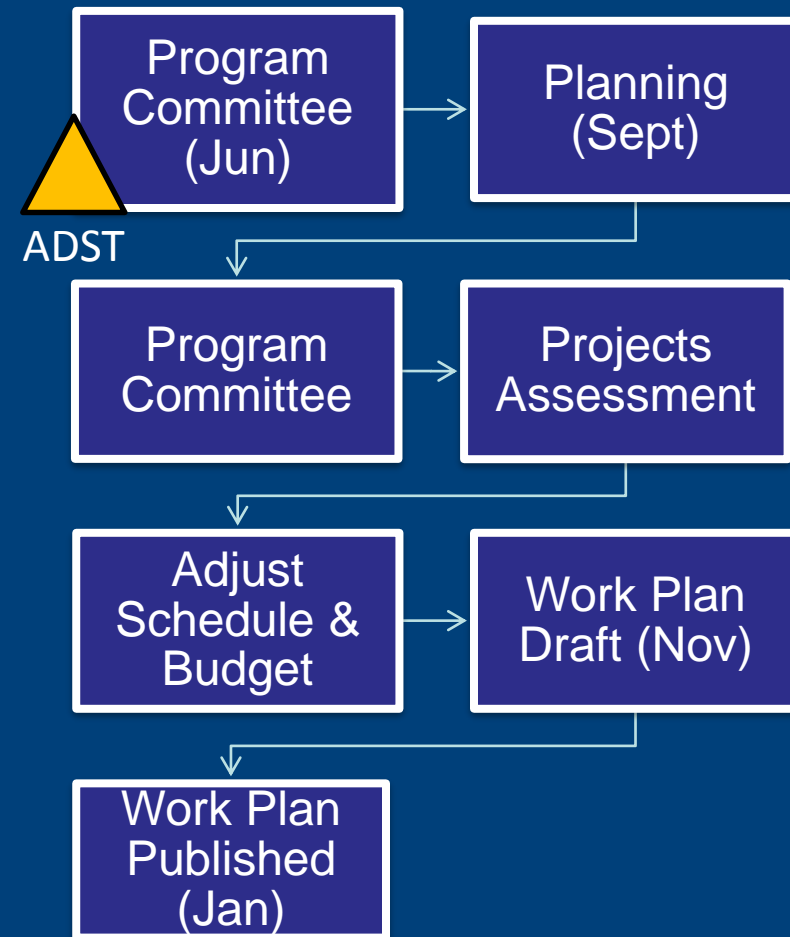 Program
Committee
(Jun)
Planning
(Sept)
ADST
Program
Committee
Projects
Assessment
Adjust
Schedule &
Budget
Work Plan
Draft (Nov)
Work Plan
Published
(Jan)